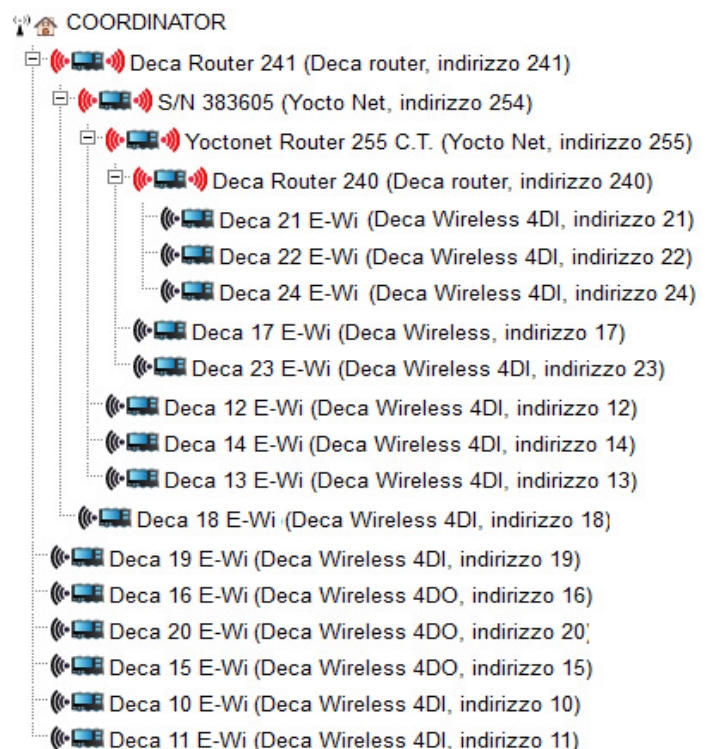 COORDINATOR
Deca Router 241 (Deca router, indirizzo 241)
S/N 383605 (Yocto Net, indirizzo 254)
Yoctonet Router 255 C.T. (Yocto Net, indirizzo 255)
Deca Router 240 (Deca router, indirizzo 240)
Deca 21 E-Wi (Deca Wireless 4DI, indirizzo 21)
Deca 22 E-Wi (Deca Wireless 4DI, indirizzo 22)
Deca 24 E-Wi (Deca Wireless 4DI, indirizzo 24)
Deca 17 E-Wi (Deca Wireless, indirizzo 17)
Deca 23 E-Wi (Deca Wireless 4DI, indirizzo 23)
Deca 12 E-Wi (Deca Wireless 4DI, indirizzo 12)
Deca 14 E-Wi (Deca Wireless 4DI, indirizzo 14)
Deca 13 E-Wi (Deca Wireless 4DI, indirizzo 13)
Deca 18 E-Wi (Deca Wireless 4DI, indirizzo 18)
Deca 19 E-Wi (Deca Wireless 4DI, indirizzo 19)
Deca 16 E-Wi (Deca Wireless 4DO, indirizzo 16)
Deca 20 E-Wi (Deca Wireless 4DO, indirizzo 20)
Deca 15 E-Wi (Deca Wireless 4DO, indirizzo 15)
Deca 10 E-Wi (Deca Wireless 4DI, indirizzo 10)
Deca 11 E-Wi (Deca Wireless 4DI, indirizzo 11)